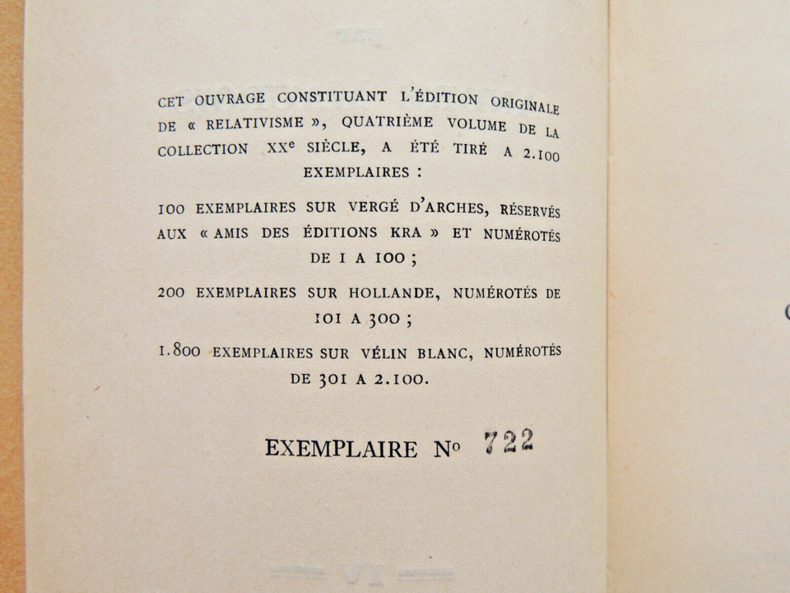 CET OUVRAGE CONSTITUANT L'ÉDITION ORIGINALE
DE « RELATIVISME », QUATRIÈME VOLUME DE LA
COLLECTION XXe SIÈCLE, A ÉTÉ TIRÉ A 2.100
EXEMPLAIRES :
100 EXEMPLAIRES SUR VERGÉ D'ARCHES, RÉSERVÉS
AUX « AMIS DES ÉDITIONS KRA » ET NUMÉROTÉS
DE 1 A 100 ;
200 EXEMPLAIRES SUR HOLLANDE, NUMÉROTÉS DE
101 A 300 ;
1.800 EXEMPLAIRES SUR VÉLIN BLANC, NUMÉROTÉS
DE 301 A 2.100.
EXEMPLAIRE No 722